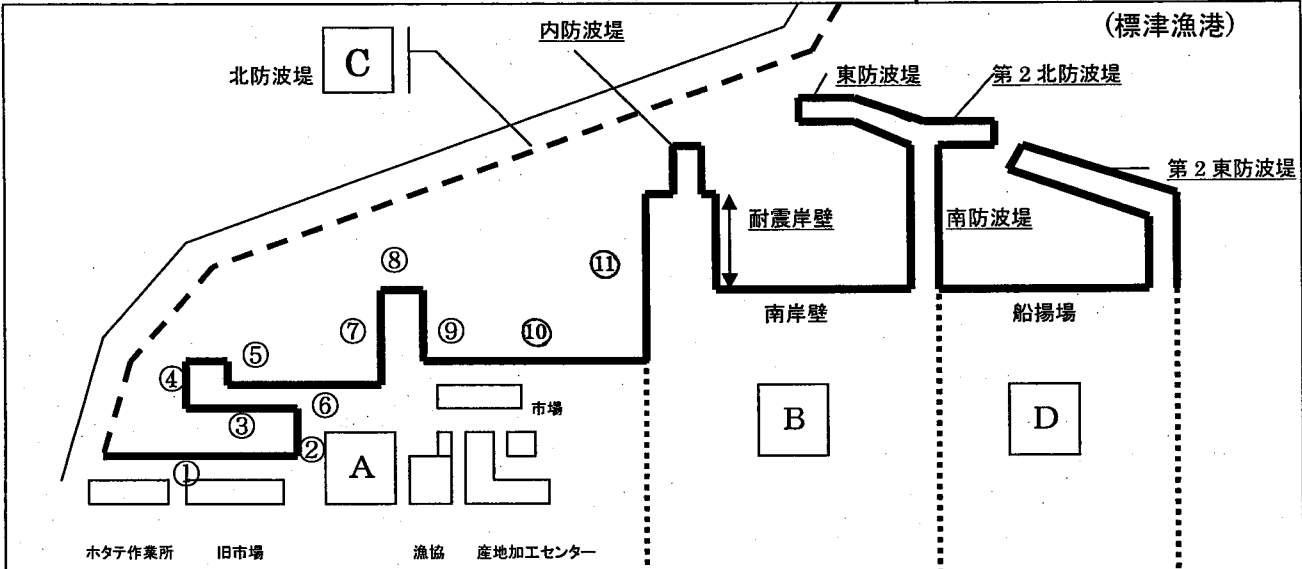 (標津漁港)
内防波堤
北防波堤
C
東防波堤
第2北防波堤
第2東防波堤
耐震岸壁
南防波堤
⑧
⑪
南岸壁
船揚場
⑦
⑨
⑩
⑤
④
⑥
③
②
①
市場
A
B
D
ホタテ作業所
旧市場
漁協
産地加工センター